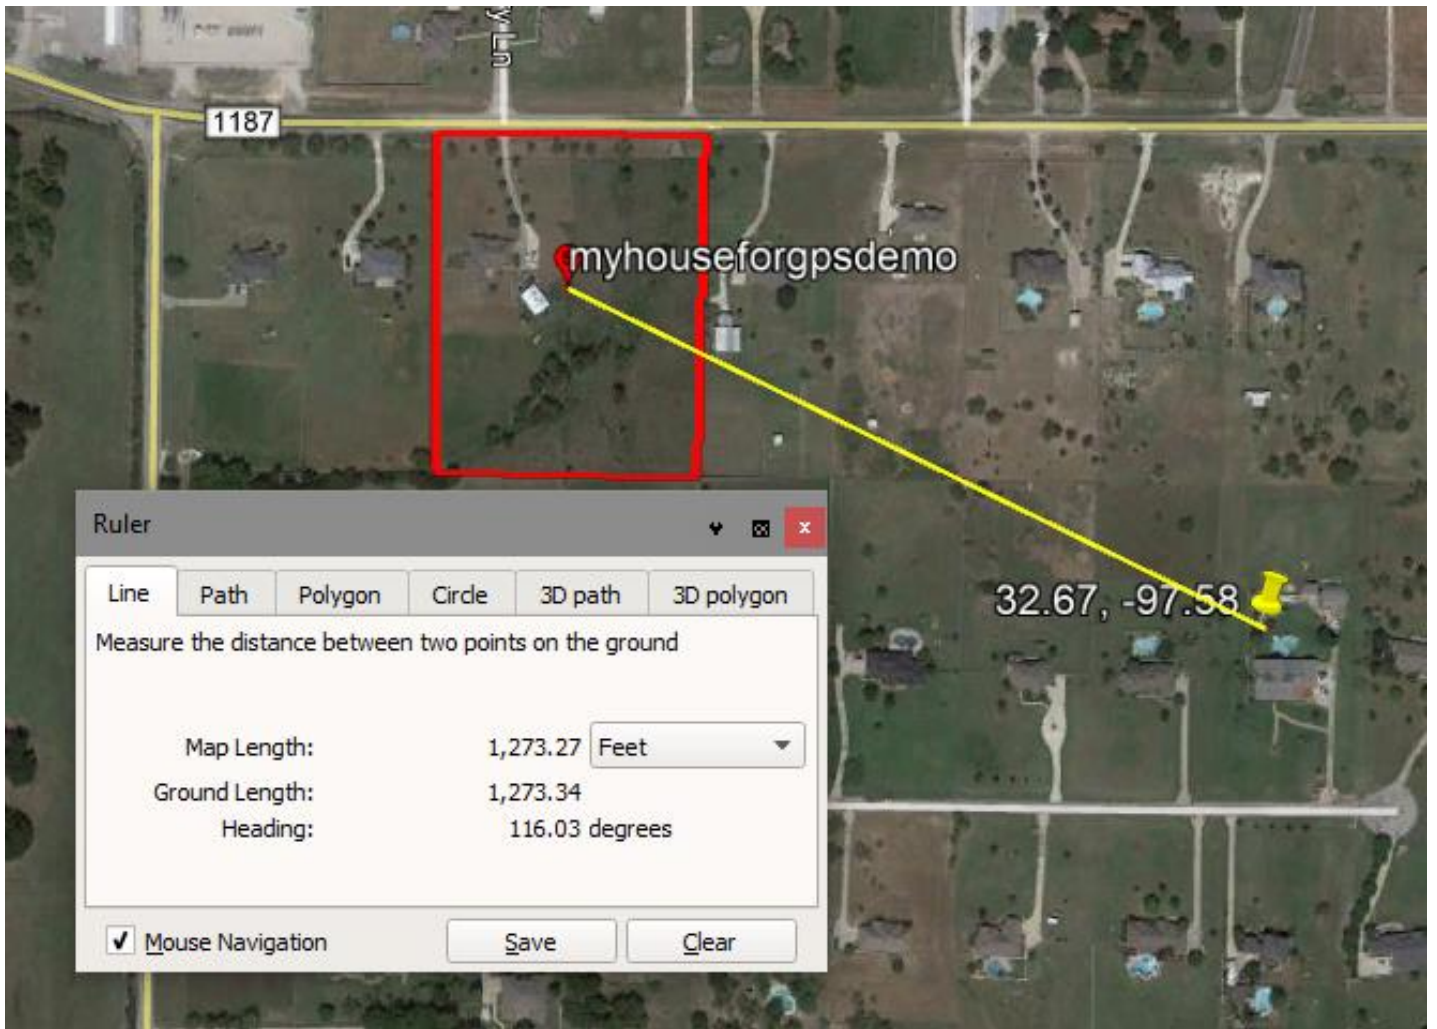 y Ln
1187
myhouseforgpsdemo
Ruler
Line Path Polygon Circle 3D path 3D polygon
Measure the distance between two points on the ground
Map Length: 1,273.27 Feet
Ground Length: 1,273.34
Heading: 116.03 degrees
Mouse Navigation Save Clear
32.67, -97.58